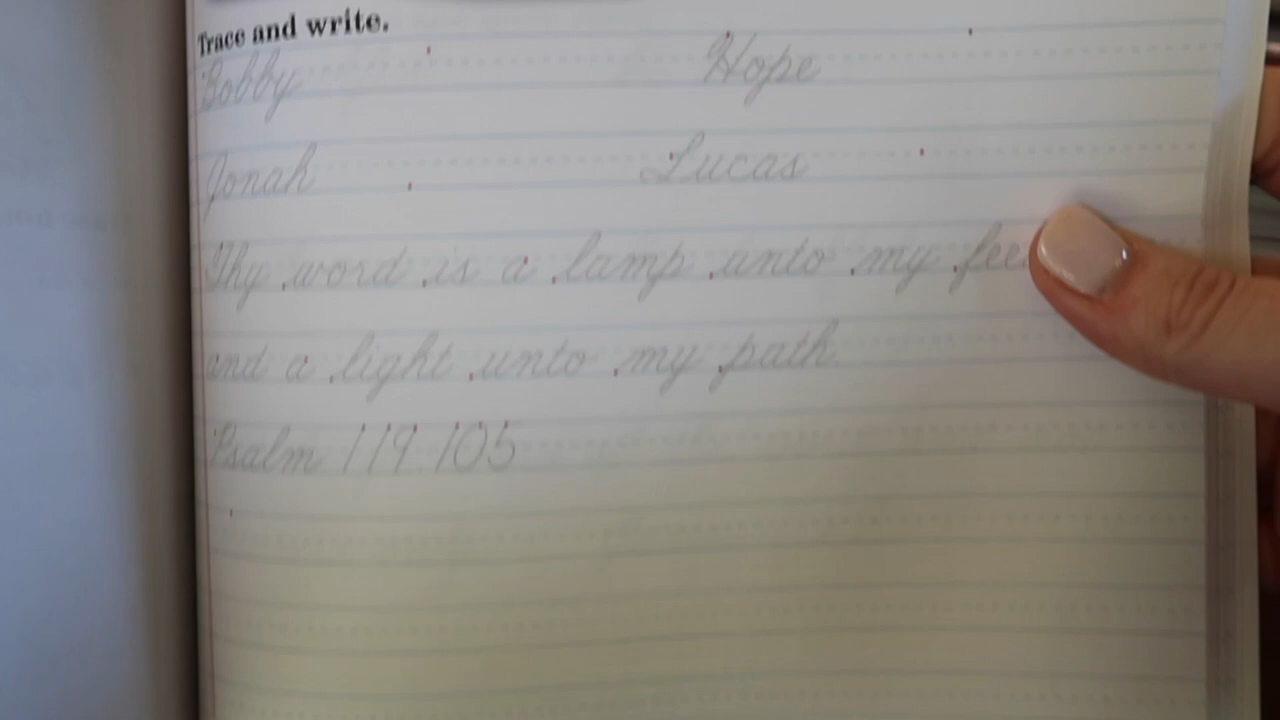 Trace and write.
Bobby Hope
Jonah Lucas
Thy word is a lamp unto my fee
and a light unto my path.
Psalm 119 105